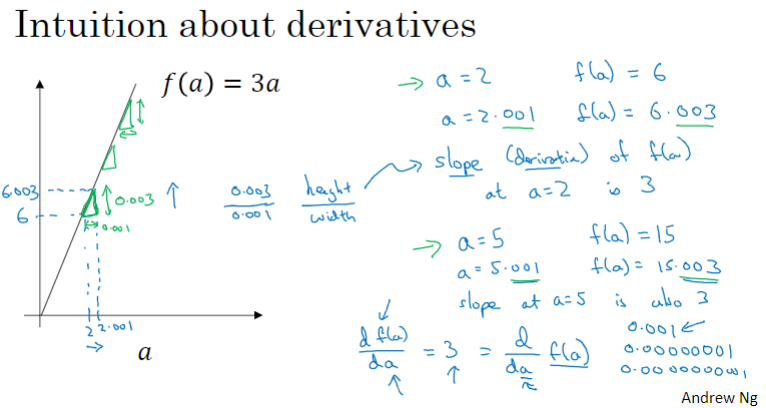 Intuition about derivatives
f(a) = 3a
→ a = 2 f(a) = 6
a = 2.001 f(a) = 6.003
slope (derivative) of f(a)
at a=2 is 3
6.003
6
0.003 ↑
0.001
0.003 height
0.001 width
2 2.001
→
a
→ a=5 f(a) = 15
a = 5.001 f(a) = 15.003
slope at a=5 is also 3
d f(a) = 3 = d f(a)
da da
0.001 ←
0.00000001
Andrew Ng